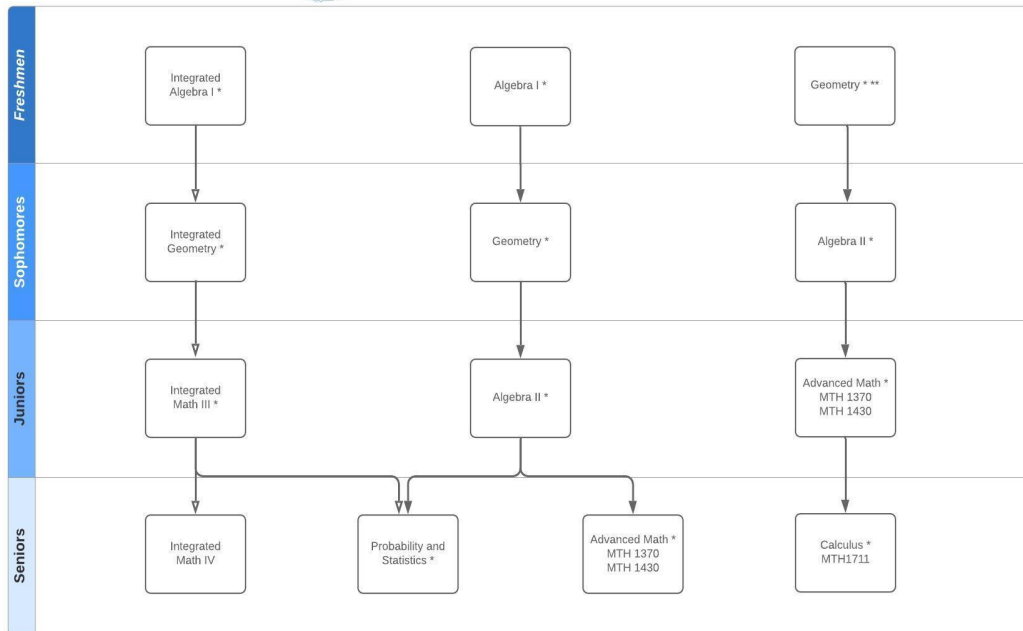 Freshmen
Integrated
Algebra I *
Algebra I *
Geometry * **
Sophomores
Integrated
Geometry *
Geometry *
Algebra II *
Juniors
Integrated
Math III *
Algebra II *
Advanced Math *
MTH 1370
MTH 1430
Seniors
Integrated
Math IV
Probability and
Statistics *
Advanced Math *
MTH 1370
MTH 1430
Calculus *
MTH1711